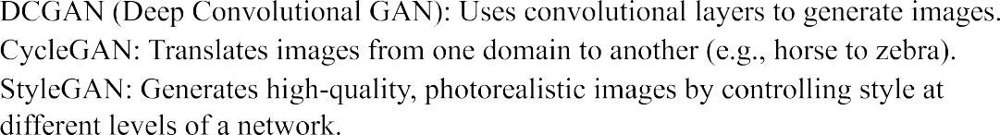 DCGAN (Deep Convolutional GAN): Uses convolutional layers to generate images.
CycleGAN: Translates images from one domain to another (e.g., horse to zebra).
StyleGAN: Generates high-quality, photorealistic images by controlling style at
different levels of a network.